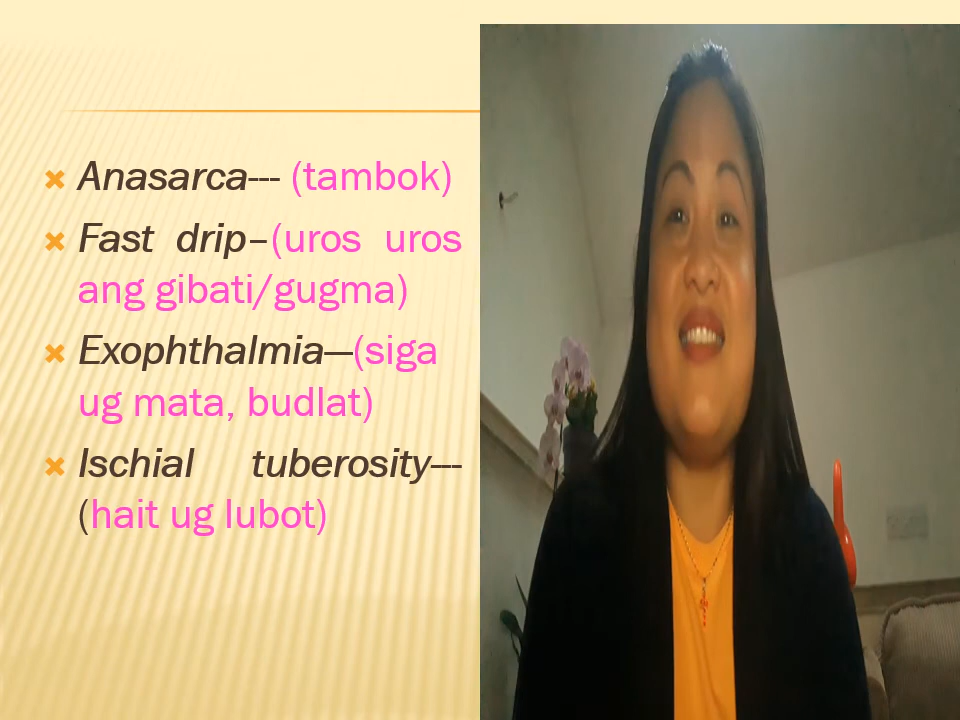 Anasarca--- (tambok)
Fast drip–(uros uros
ang gibati/gugma)
Exophthalmia—(siga
ug mata, budlat)
Ischial tuberosity---
(hait ug lubot)